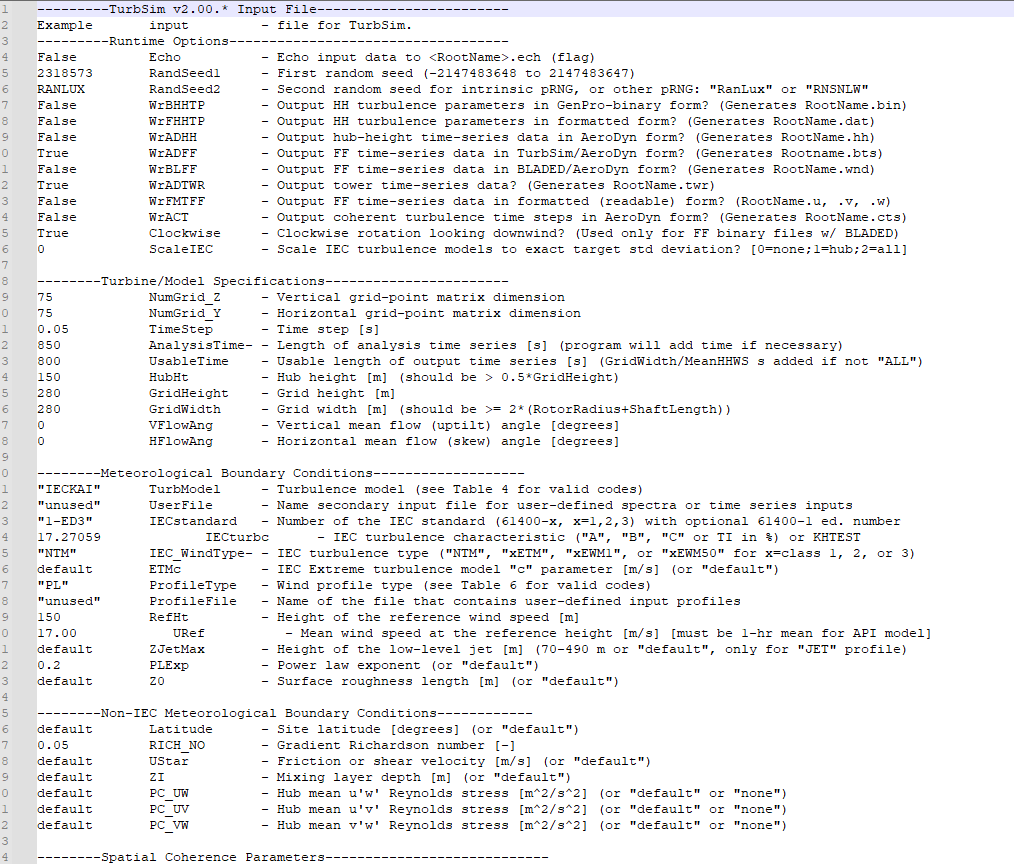 1 ---------TurbSim v2.00.* Input File------------------------
2 Example input - file for TurbSim.
3 ---------Runtime Options-----------------------------------
4 False Echo - Echo input data to <RootName>.ech (flag)
5 2318573 RandSeed1 - First random seed (-2147483648 to 2147483647)
6 RANLUX RandSeed2 - Second random seed for intrinsic pRNG, or other pRNG: "RanLux" or "RNSNLW"
7 False WrBHHTP - Output HH turbulence parameters in GenPro-binary form? (Generates RootName.bin)
8 False WrFHHTP - Output HH turbulence parameters in formatted form? (Generates RootName.dat)
9 False WrADHH - Output hub-height time-series data in AeroDyn form? (Generates RootName.hh)
0 True WrADFF - Output FF time-series data in TurbSim/AeroDyn form? (Generates Rootname.bts)
1 False WrBLFF - Output FF time-series data in BLADED/AeroDyn form? (Generates RootName.wnd)
2 True WrADTWR - Output tower time-series data? (Generates RootName.twr)
3 False WrFMTFF - Output FF time-series data in formatted (readable) form? (RootName.u, .v, .w)
4 False WrACT - Output coherent turbulence time steps in AeroDyn form? (Generates RootName.cts)
5 True Clockwise - Clockwise rotation looking downwind? (Used only for FF binary files w/ BLADED)
6 0 ScaleIEC - Scale IEC turbulence models to exact target std deviation? [0=none;1=hub;2=all]
7
8 --------Turbine/Model Specifications-----------------------
9 75 NumGrid_Z - Vertical grid-point matrix dimension
0 75 NumGrid_Y - Horizontal grid-point matrix dimension
1 0.05 TimeStep - Time step [s]
2 850 AnalysisTime- - Length of analysis time series [s] (program will add time if necessary)
3 800 UsableTime - Usable length of output time series [s] (GridWidth/MeanHHWS s added if not "ALL")
4 150 HubHt - Hub height [m] (should be > 0.5*GridHeight)
5 280 GridHeight - Grid height [m]
6 280 GridWidth - Grid width [m] (should be >= 2*(RotorRadius+ShaftLength))
7 0 VFlowAng - Vertical mean flow (uptilt) angle [degrees]
8 0 HFlowAng - Horizontal mean flow (skew) angle [degrees]
9
0 --------Meteorological Boundary Conditions-------------------
1 "IECKAI" TurbModel - Turbulence model (see Table 4 for valid codes)
2 "unused" UserFile - Name secondary input file for user-defined spectra or time series inputs
3 "1-ED3" IECstandard - Number of the IEC standard (61400-x, x=1,2,3) with optional 61400-1 ed. number
4 17.27059 IECturbc - IEC turbulence characteristic ("A", "B", "C" or TI in %) or KHTEST
5 "NTM" IEC_WindType- - IEC turbulence type ("NTM", "xETM", "xEWM1", or "xEWM50" for x=class 1, 2, or 3)
6 default ETMc - IEC Extreme turbulence model "c" parameter [m/s] (or "default")
7 "PL" ProfileType - Wind profile type (see Table 6 for valid codes)
8 "unused" ProfileFile - Name of the file that contains user-defined input profiles
9 150 RefHt - Height of the reference wind speed [m]
0 17.00 URef - Mean wind speed at the reference height [m/s] [must be 1-hr mean for API model]
1 default ZJetMax - Height of the low-level jet [m] (70-490 m or "default", only for "JET" profile)
2 0.2 PLExp - Power law exponent (or "default")
3 default Z0 - Surface roughness length [m] (or "default")
4
5 --------Non-IEC Meteorological Boundary Conditions------------
6 default Latitude - Site latitude [degrees] (or "default")
7 0.05 RICH_NO - Gradient Richardson number [-]
8 default UStar - Friction or shear velocity [m/s] (or "default")
9 default ZI - Mixing layer depth [m] (or "default")
0 default PC_UW - Hub mean u'w' Reynolds stress [m^2/s^2] (or "default" or "none")
1 default PC_UV - Hub mean u'v' Reynolds stress [m^2/s^2] (or "default" or "none")
2 default PC_VW - Hub mean v'w' Reynolds stress [m^2/s^2] (or "default" or "none")
3
4 --------Spatial Coherence Parameters----------------------------